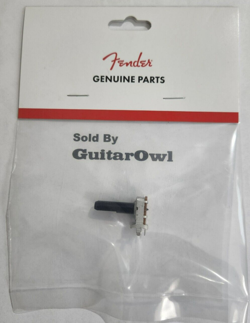 Fender
GENUINE PARTS
Sold By
GuitarOwl